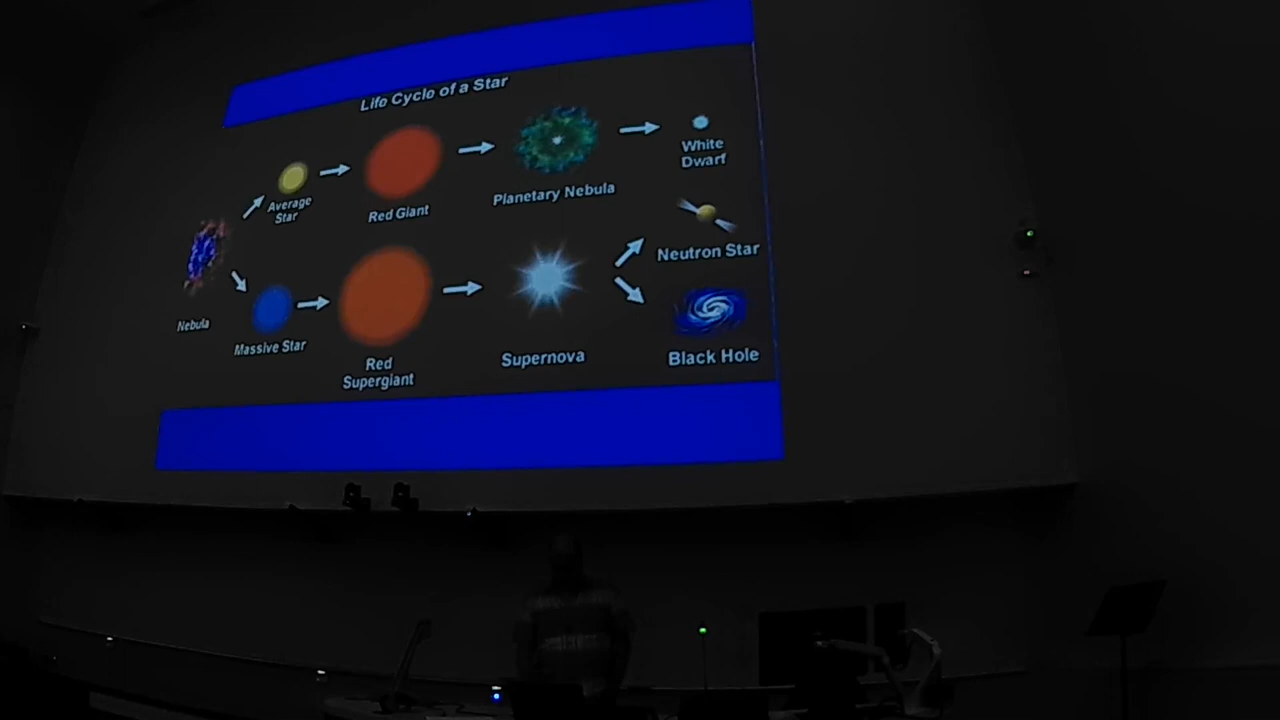 Life Cycle of a Star
Average
Star
Red Giant
Planetary Nebula
White
Dwarf
Nebula
Massive Star
Red
Supergiant
Supernova
Neutron Star
Black Hole